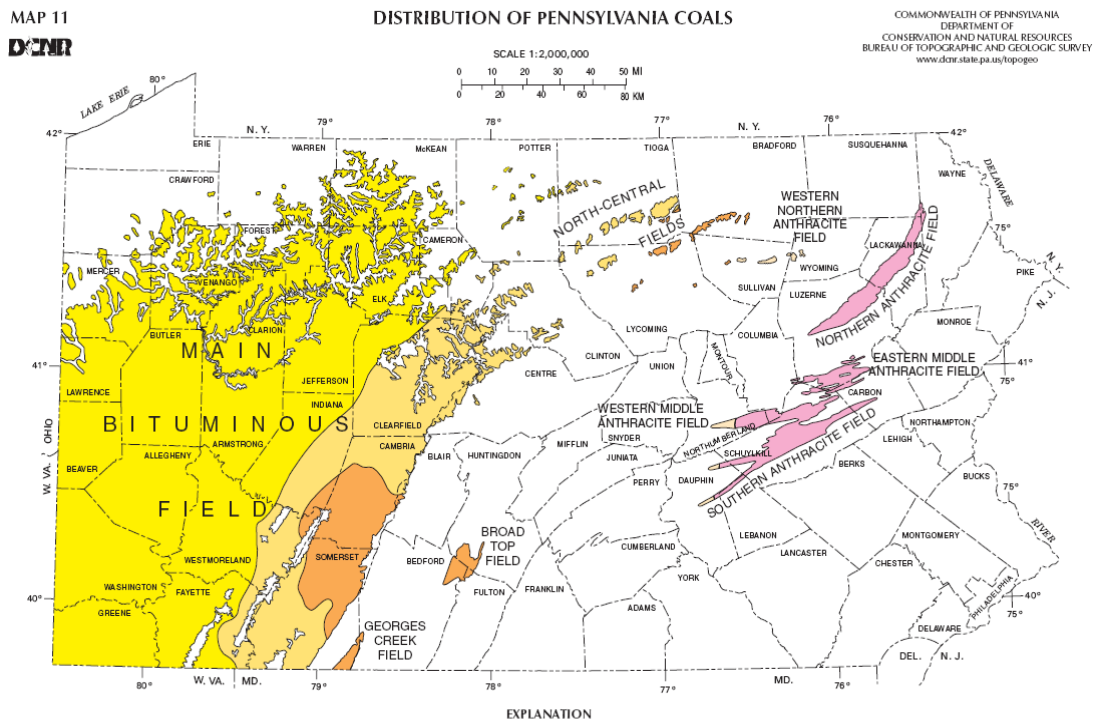 MAP 11
DCNR
DISTRIBUTION OF PENNSYLVANIA COALS
COMMONWEALTH OF PENNSYLVANIA
DEPARTMENT OF
CONSERVATION AND NATURAL RESOURCES
BUREAU OF TOPOGRAPHIC AND GEOLOGIC SURVEY
www.dcnr.state.pa.us/topogeo
SCALE 1:2,000,000
0 10 20 30 40 50 MI
0 20 40 60 80 KM
LAKE ERIE
80°
42°
79°
78°
77°
76°
42°
N. Y.
N. Y.
ERIE
WARREN
McKEAN
POTTER
TIOGA
BRADFORD
SUSQUEHANNA
WAYNE
DELAWARE
CRAWFORD
NORTH-CENTRAL
FIELDS
WESTERN
NORTHERN
ANTHRACITE
FIELD
FOREST
CAMERON
LACKAWANNA
75°
MERCER
VENANGO
ELK
SULLIVAN
WYOMING
LUZERNE
NORTHERN ANTHRACITE FIELD
PIKE
N. Y.
N. J.
BUTLER
CLARION
LYCOMING
COLUMBIA
MONROE
MAIN
41°
JEFFERSON
CENTRE
CLINTON
UNION
MONTOUR
EASTERN MIDDLE
ANTHRACITE FIELD
41°
75°
LAWRENCE
INDIANA
CARBON
BITUMINOUS
CLEARFIELD
WESTERN MIDDLE
ANTHRACITE FIELD
NORTHUMBERLAND
NORTHAMPTON
OHIO
W. VA.
ARMSTRONG
ALLEGHENY
CAMBRIA
BLAIR
HUNTINGDON
MIFFLIN
SNYDER
JUNIATA
SCHUYLKILL
LEHIGH
BEAVER
PERRY
DAUPHIN
SOUTHERN ANTHRACITE FIELD
BERKS
BUCKS
75°
FIELD
BROAD
TOP
FIELD
LEBANON
MONTGOMERY
RIVER
WESTMORELAND
SOMERSET
BEDFORD
CUMBERLAND
LANCASTER
CHESTER
WASHINGTON
FAYETTE
FULTON
FRANKLIN
YORK
PHILADELPHIA
40°
GREENE
ADAMS
40°
75°
GEORGES
CREEK
FIELD
DELAWARE
DEL.
N. J.
80°
W. VA.
MD.
79°
78°
77°
MD.
76°
EXPLANATION